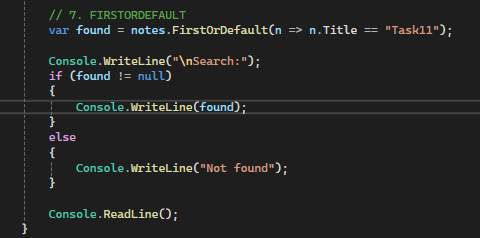 // 7. FIRSTORDEFAULT
var found = notes.FirstOrDefault(n => n.Title == "Task11");
Console.WriteLine("\nSearch:");
if (found != null)
{
Console.WriteLine(found);
}
else
{
Console.WriteLine("Not found");
}
Console.ReadLine();
}